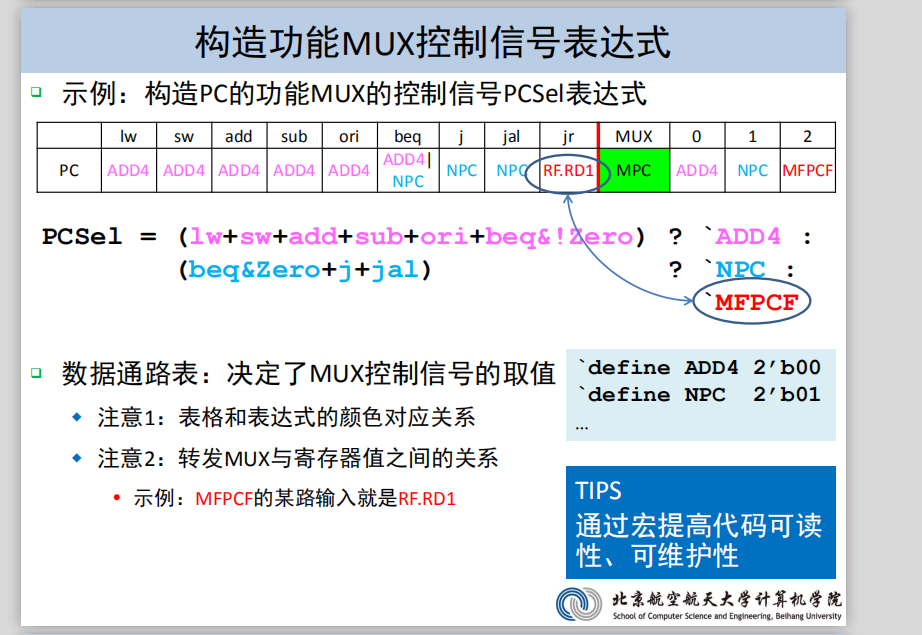 构造功能MUX控制信号表达式
示例：构造PC的功能MUX的控制信号PCSel表达式
lw sw add sub ori beq j jal jr MUX 0 1 2
PC ADD4 ADD4 ADD4 ADD4 ADD4 ADD4| NPC NPC NPC RF.RD1 MPC ADD4 NPC MFPCF
PCSel = (lw+sw+add+sub+ori+beq&!Zero) ? `ADD4 :
(beq&Zero+j+jal) ? `NPC :
`MFPCF
数据通路表：决定了MUX控制信号的取值
注意1：表格和表达式的颜色对应关系
注意2：转发MUX与寄存器值之间的关系
示例：MFPCF的某路输入就是RF.RD1
`define ADD4 2’b00
`define NPC 2’b01
…
TIPS
通过宏提高代码可读
性、可维护性
北京航空航天大学计算机学院
School of Computer Science and Engineering, Beihang University